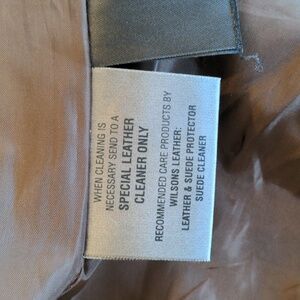 WHEN CLEANING IS
NECESSARY SEND TO A
SPECIAL LEATHER
CLEANER ONLY
RECOMMENDED CARE PRODUCTS BY
WILSONS LEATHER:
LEATHER & SUEDE PROTECTOR
SUEDE CLEANER